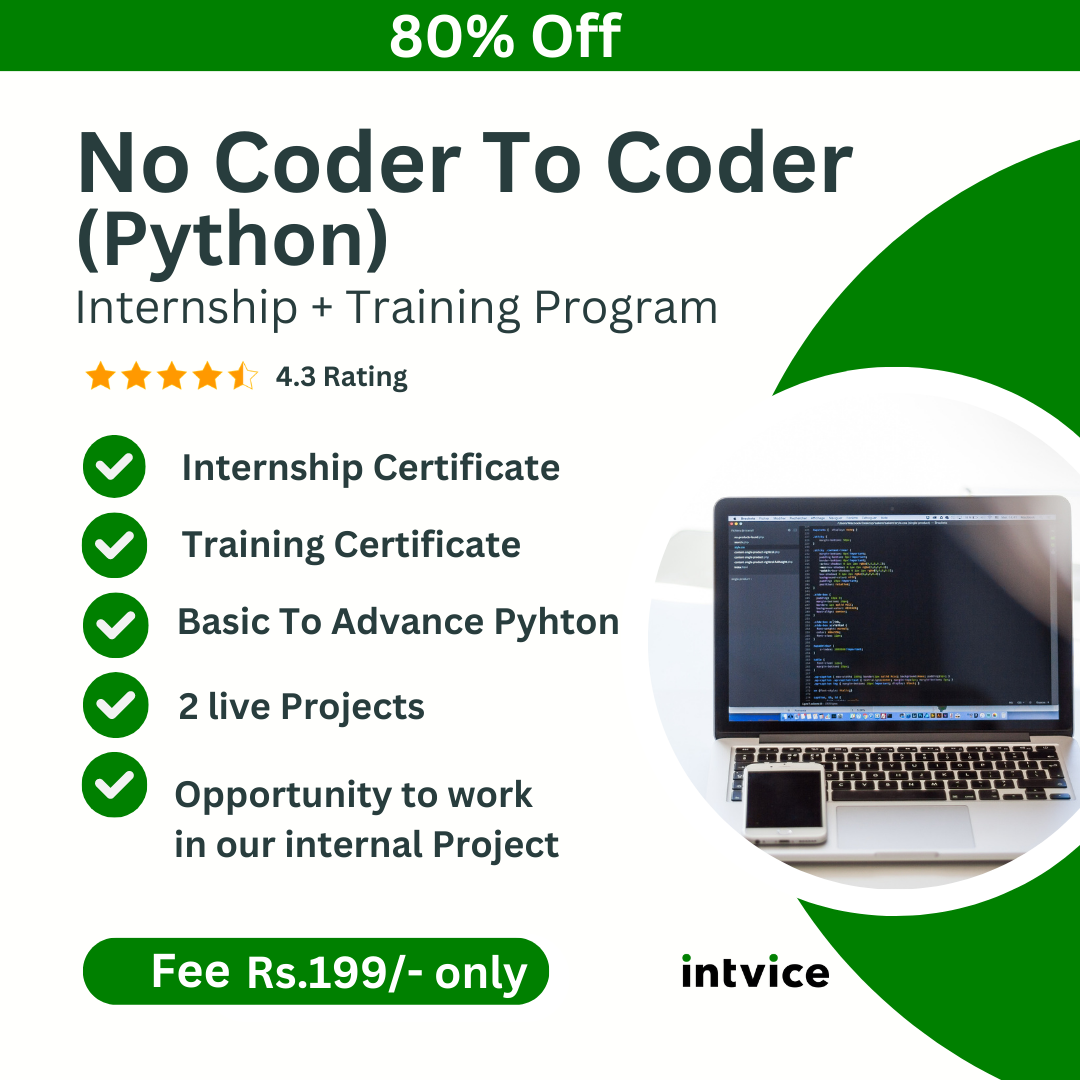 80% Off
No Coder To Coder
(Python)
Internship + Training Program
4.3 Rating
Internship Certificate
Training Certificate
Basic To Advance Pyhton
2 live Projects
Opportunity to work
in our internal Project
Fee Rs.199/- only
intvice